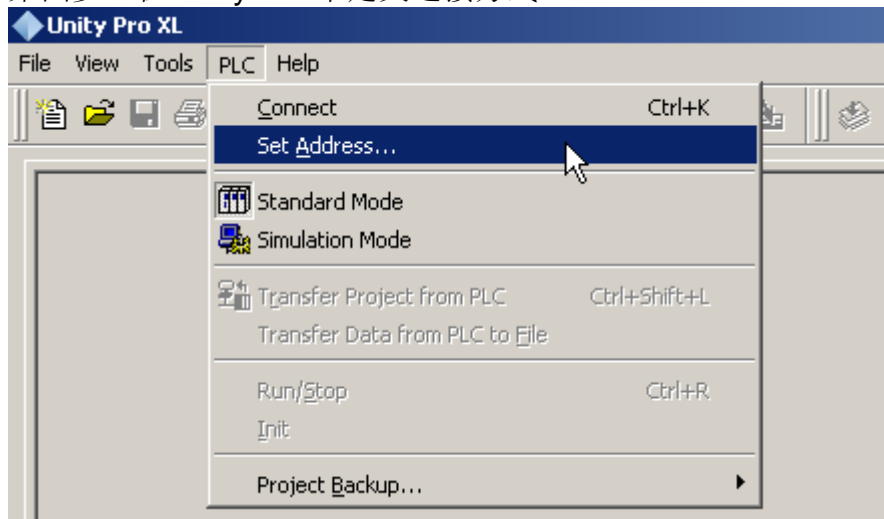 Unity Pro XL
File View Tools PLC Help
Connect Ctrl+K
Set Address...
Standard Mode
Simulation Mode
Transfer Project from PLC Ctrl+Shift+L
Transfer Data from PLC to File
Run/Stop Ctrl+R
Init
Project Backup...